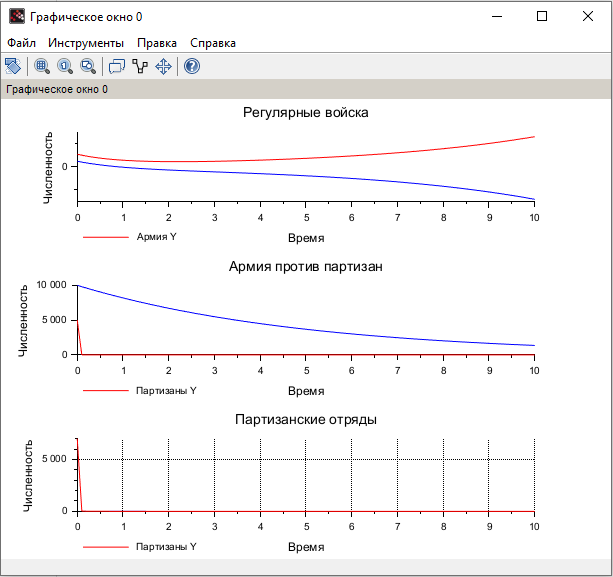 Графическое окно 0
Файл Инструменты Правка Справка
Графическое окно 0
Регулярные войска
Численность
0
0 1 2 3 4 5 6 7 8 9 10
Армия Y
Время
Армия против партизан
Численность
10 000
5 000
0
0 1 2 3 4 5 6 7 8 9 10
Партизаны Y
Время
Партизанские отряды
Численность
5 000
0
0 1 2 3 4 5 6 7 8 9 10
Партизаны Y
Время